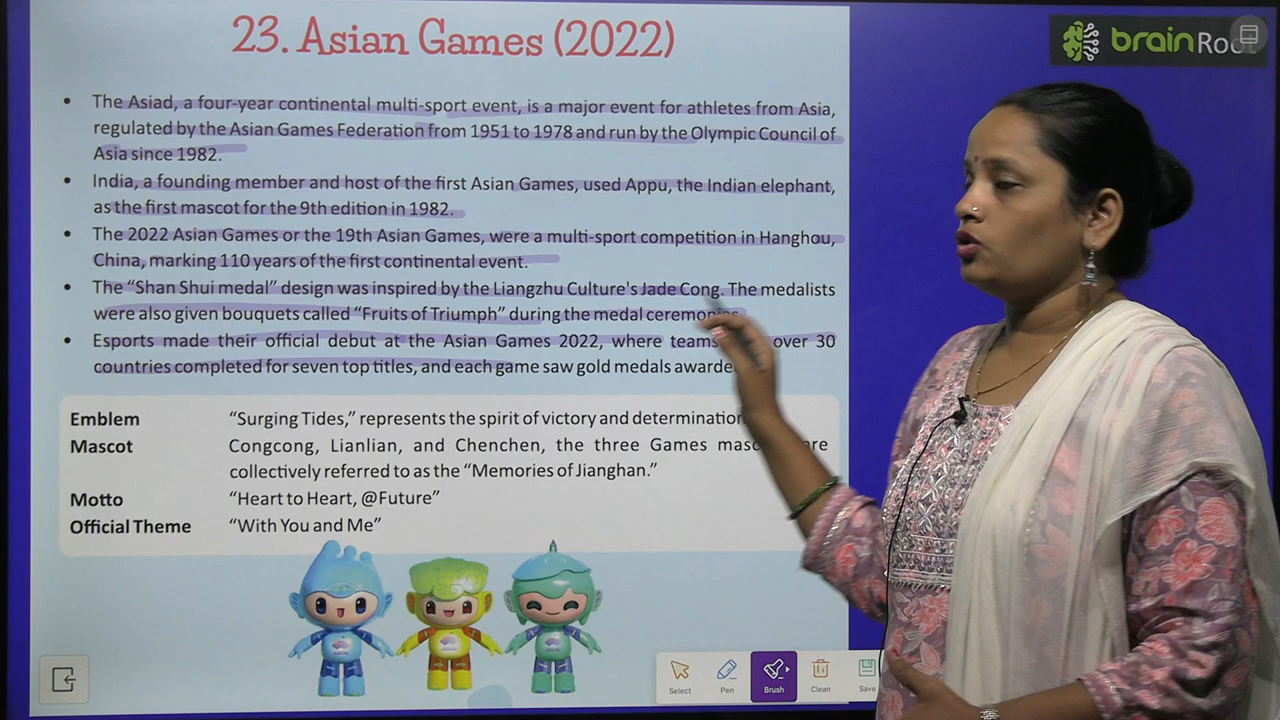 23. Asian Games (2022)
brainRoot
• The Asiad, a four-year continental multi-sport event, is a major event for athletes from Asia,
regulated by the Asian Games Federation from 1951 to 1978 and run by the Olympic Council of
Asia since 1982.
• India, a founding member and host of the first Asian Games, used Appu, the Indian elephant,
as the first mascot for the 9th edition in 1982.
• The 2022 Asian Games or the 19th Asian Games, were a multi-sport competition in Hanghou,
China, marking 110 years of the first continental event.
• The “Shan Shui medal” design was inspired by the Liangzhu Culture's Jade Cong. The medalists
were also given bouquets called “Fruits of Triumph” during the medal ceremonies.
• Esports made their official debut at the Asian Games 2022, where teams over 30
countries completed for seven top titles, and each game saw gold medals awarde
Emblem “Surging Tides,” represents the spirit of victory and determination
Mascot Congcong, Lianlian, and Chenchen, the three Games are
collectively referred to as the “Memories of Jianghan.”
Motto “Heart to Heart, @Future”
Official Theme “With You and Me”
Select Pen Brush Clean Save